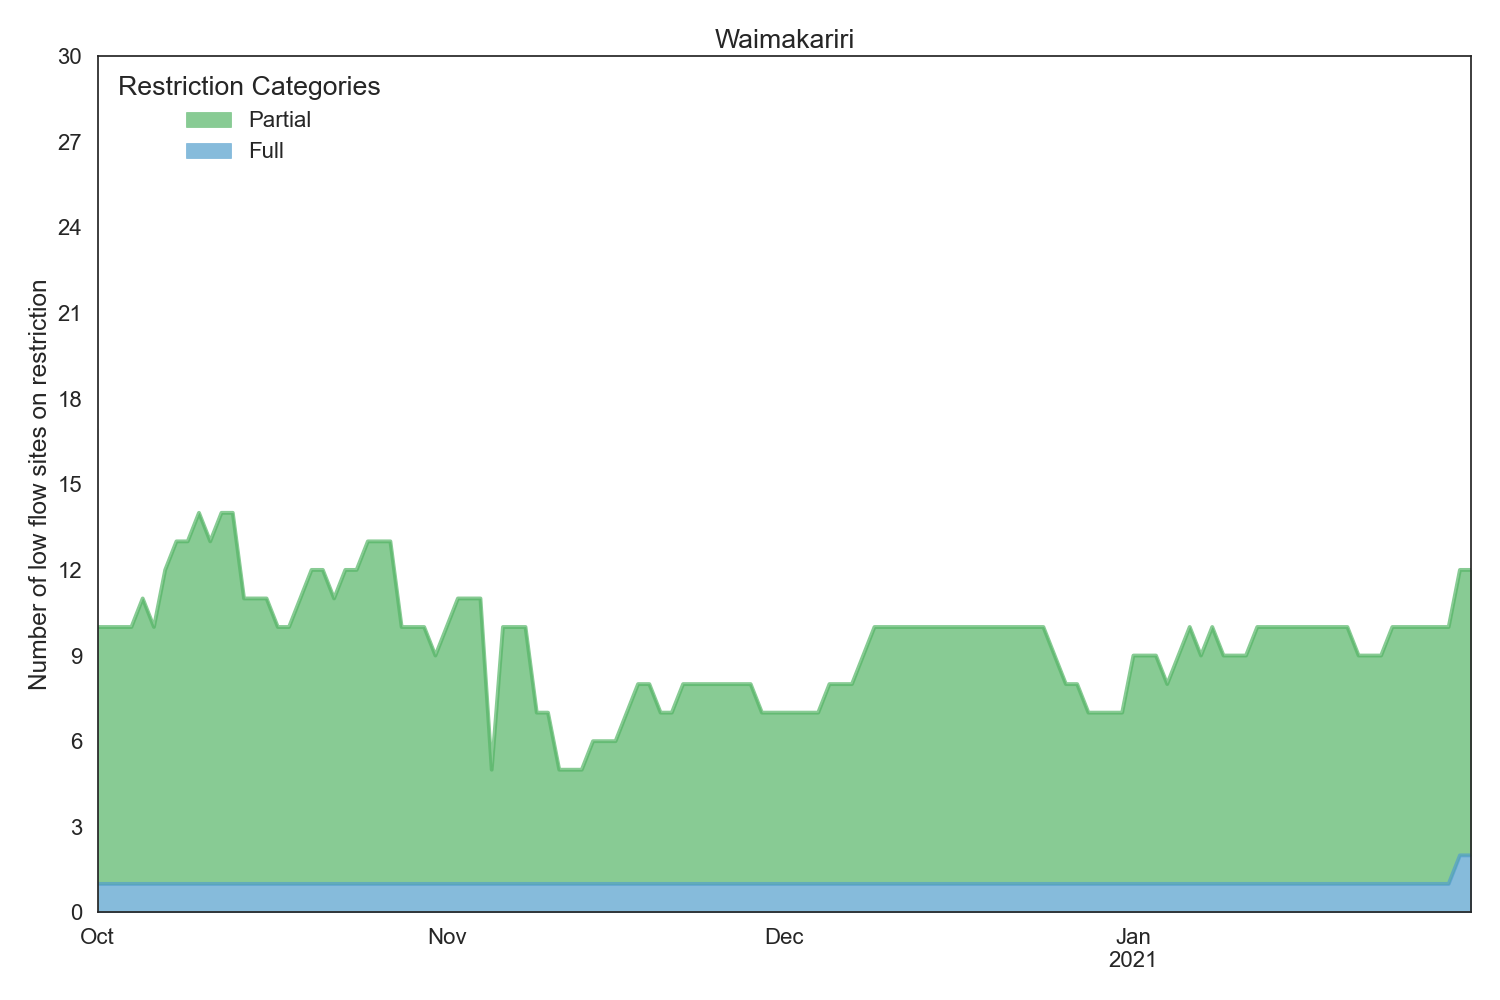 Waimakariri
Restriction Categories
Partial
Full
Number of low flow sites on restriction
30
27
24
21
18
15
12
9
6
3
0
Oct
Nov
Dec
Jan
2021